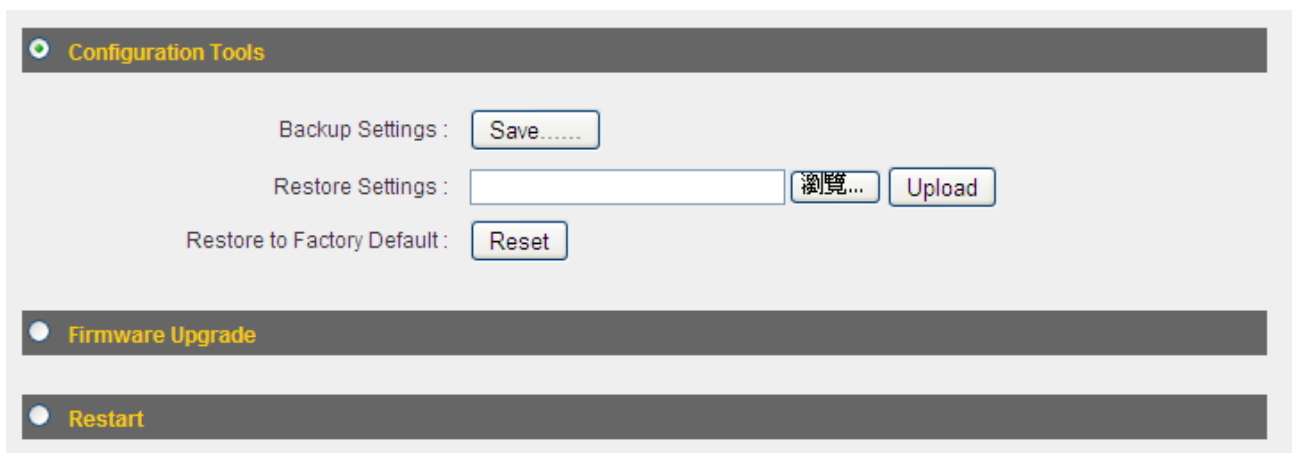 Configuration Tools
Backup Settings : Save......
Restore Settings : 瀏覽... Upload
Restore to Factory Default : Reset
Firmware Upgrade
Restart